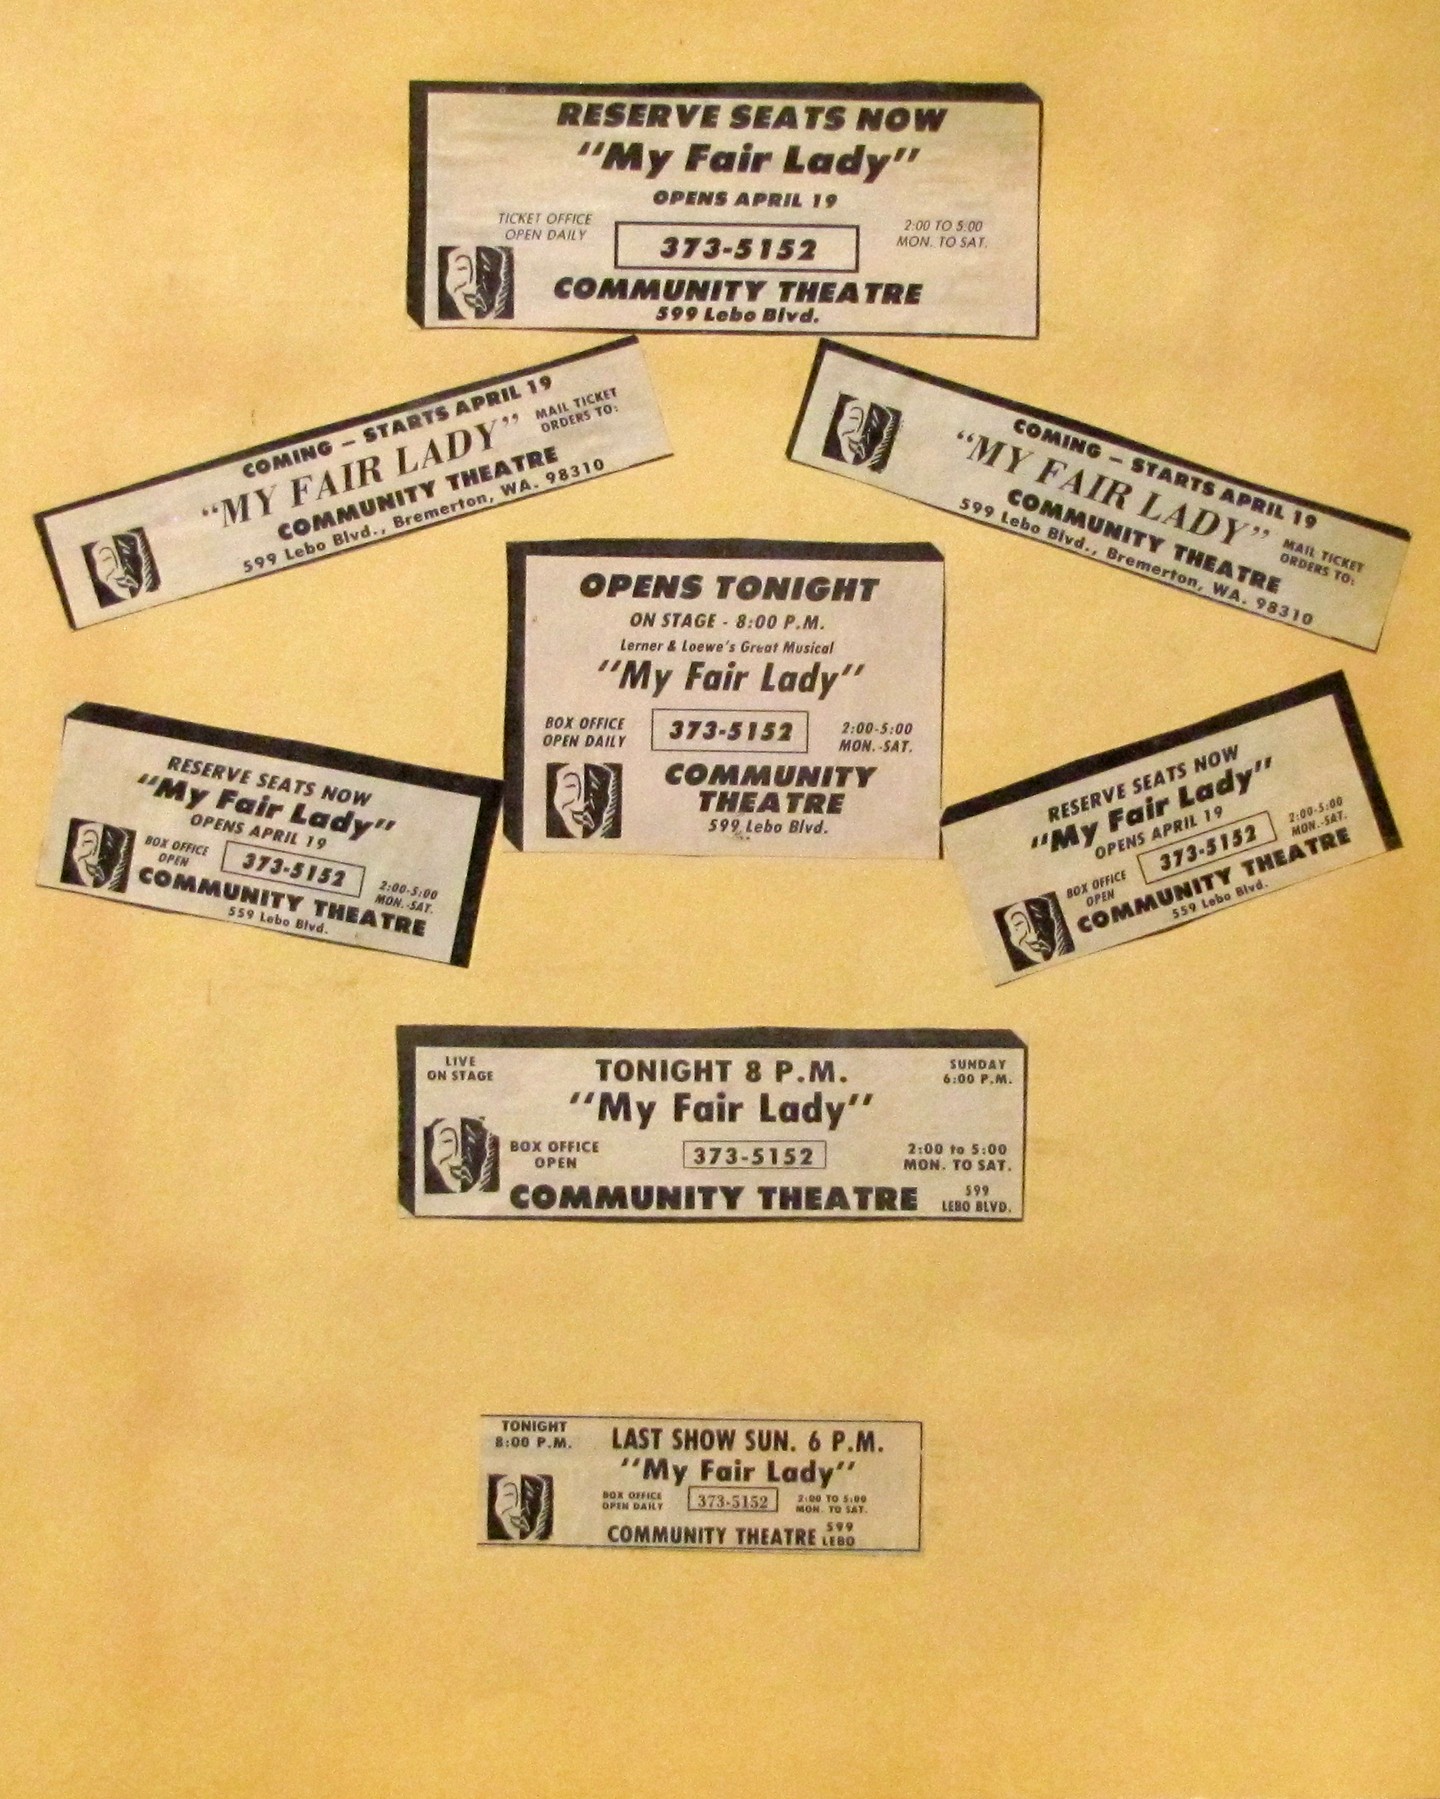 RESERVE SEATS NOW
"My Fair Lady"
OPENS APRIL 19
TICKET OFFICE
OPEN DAILY
373-5152
2:00 TO 5:00
MON. TO SAT.
COMMUNITY THEATRE
599 Lebo Blvd.
COMING – STARTS APRIL 19
"MY FAIR LADY"
MAIL TICKET
ORDERS TO:
COMMUNITY THEATRE
599 Lebo Blvd., Bremerton, WA. 98310
COMING – STARTS APRIL 19
"MY FAIR LADY"
MAIL TICKET
ORDERS TO:
COMMUNITY THEATRE
599 Lebo Blvd., Bremerton, WA. 98310
OPENS TONIGHT
ON STAGE - 8:00 P.M.
Lerner & Loewe's Great Musical
"My Fair Lady"
BOX OFFICE
OPEN DAILY
373-5152
2:00-5:00
MON.-SAT.
COMMUNITY
THEATRE
599 Lebo Blvd.
RESERVE SEATS NOW
"My Fair Lady"
OPENS APRIL 19
BOX OFFICE
OPEN
373-5152
2:00-5:00
MON.-SAT.
COMMUNITY THEATRE
559 Lebo Blvd.
RESERVE SEATS NOW
"My Fair Lady"
OPENS APRIL 19
BOX OFFICE
OPEN
373-5152
2:00-5:00
MON.-SAT.
COMMUNITY THEATRE
559 Lebo Blvd.
LIVE
ON STAGE
TONIGHT 8 P.M.
SUNDAY
6:00 P.M.
"My Fair Lady"
BOX OFFICE
OPEN
373-5152
2:00 to 5:00
MON. TO SAT.
COMMUNITY THEATRE
599
LEBO BLVD.
TONIGHT
8:00 P.M.
LAST SHOW SUN. 6 P.M.
"My Fair Lady"
BOX OFFICE
OPEN DAILY
373-5152
2:00 TO 5:00
MON. TO SAT.
COMMUNITY THEATRE
599
LEBO